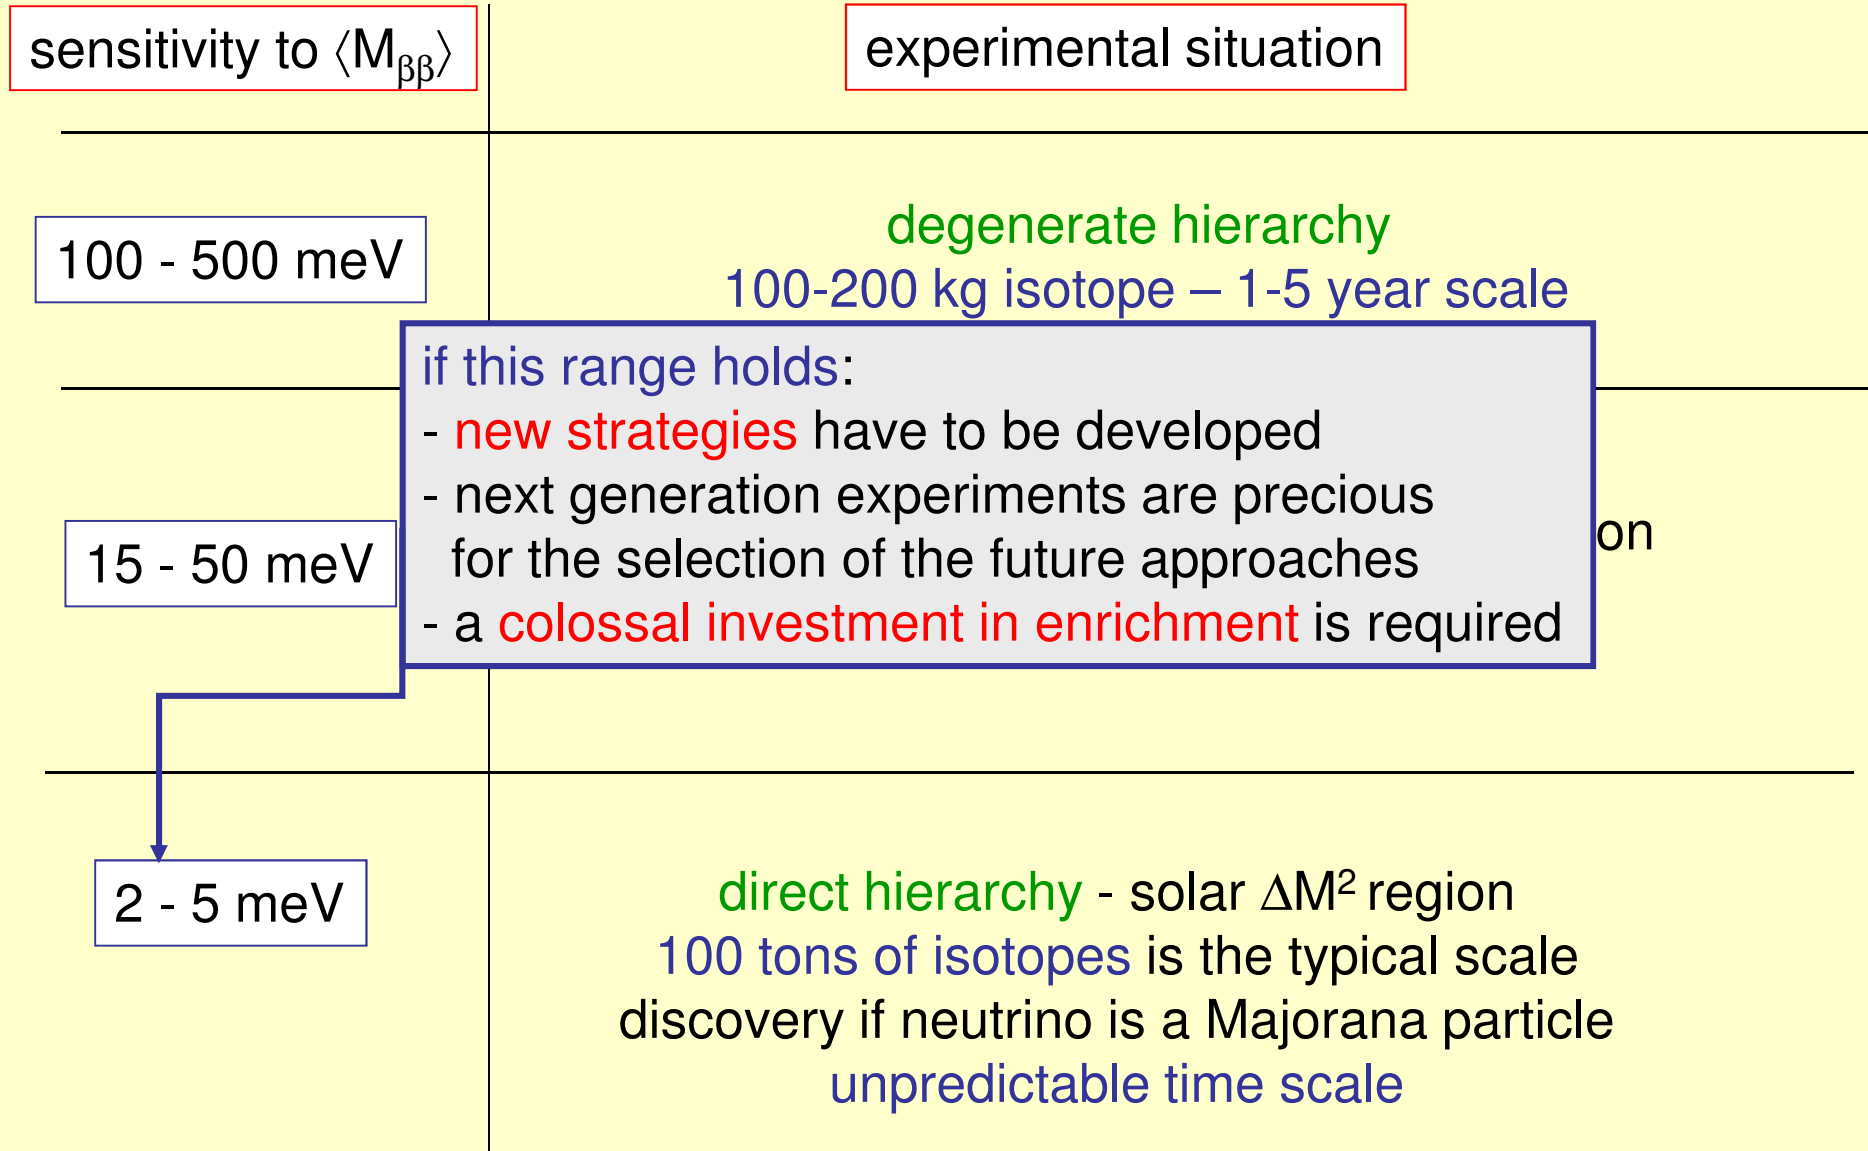 sensitivity to ⟨M_ββ⟩
experimental situation
100 - 500 meV
degenerate hierarchy
100-200 kg isotope – 1-5 year scale
if this range holds:
- new strategies have to be developed
- next generation experiments are precious
for the selection of the future approaches
- a colossal investment in enrichment is required
15 - 50 meV
on
2 - 5 meV
direct hierarchy - solar ΔM² region
100 tons of isotopes is the typical scale
discovery if neutrino is a Majorana particle
unpredictable time scale